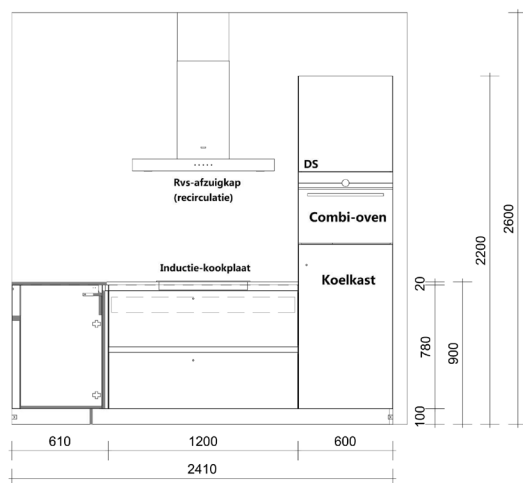 DS
Rvs-afzuigkap
(recirculatie)
Combi-oven
Inductie-kookplaat
Koelkast
20
780
100
900
2200
2600
610
1200
600
2410